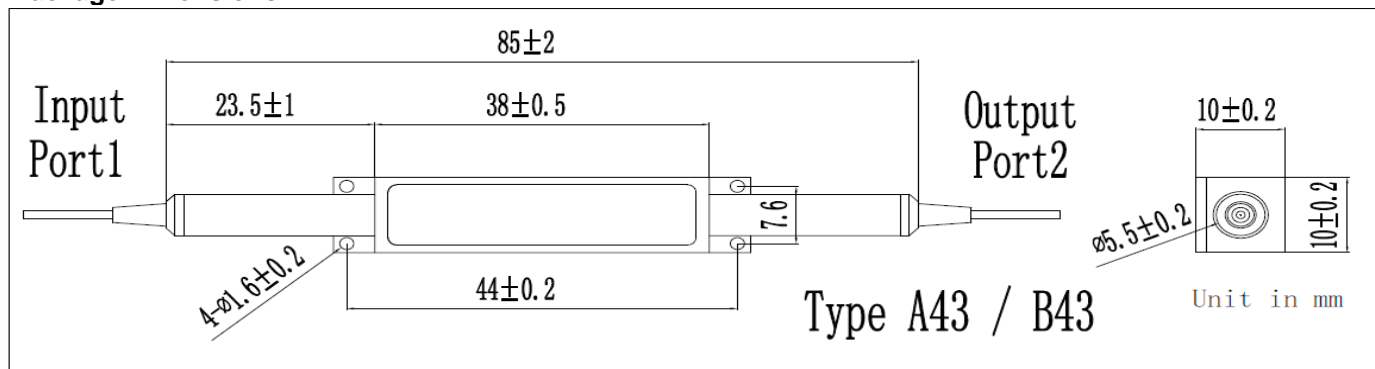 85±2
23.5±1
38±0.5
Input
Port1
Output
Port2
10±0.2
7.6
10±0.2
ø5.5±0.2
4-ø1.6±0.2
44±0.2
Type A43 / B43
Unit in mm